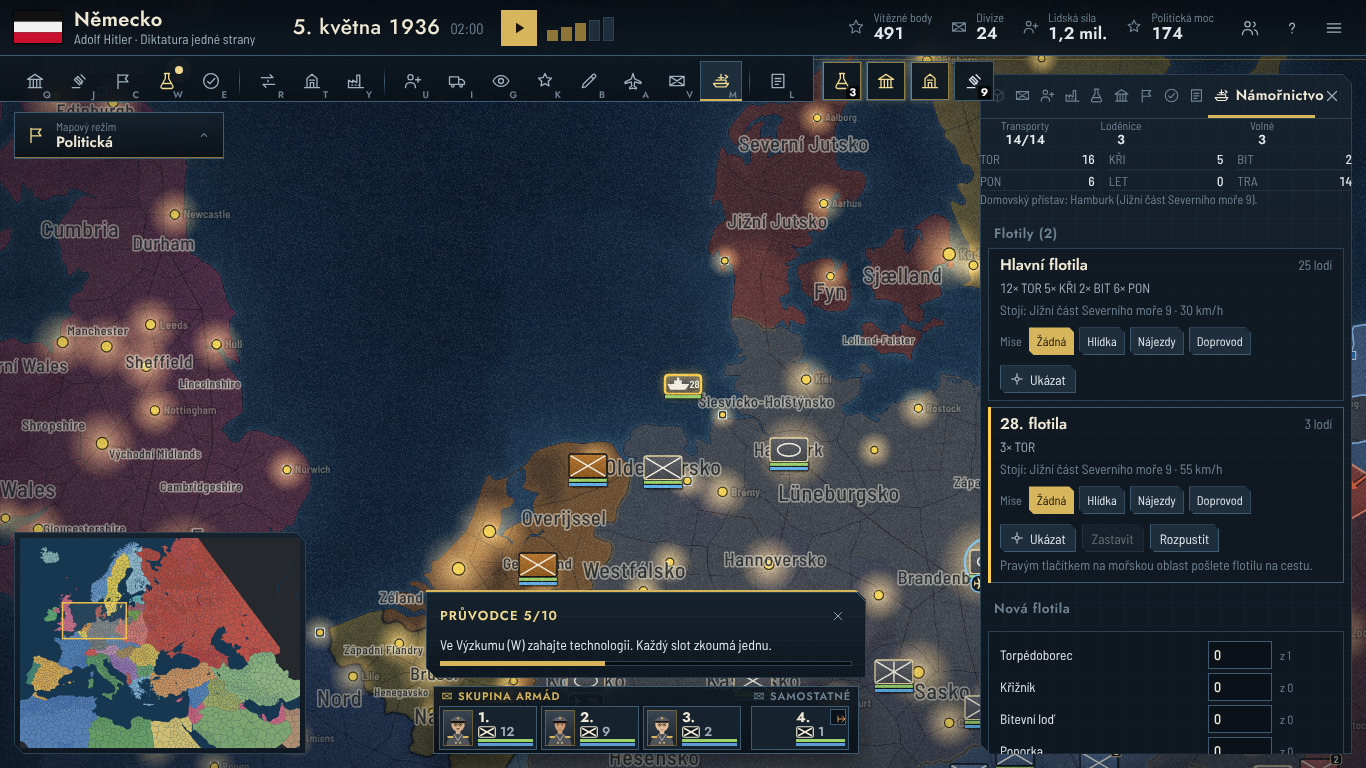 Německo
Adolf Hitler · Diktatura jedné strany
5. května 1936 02:00
Vítězné body
491
Divize
24
Lidská síla
1,2 mil.
Politická moc
174
?
Q J C W E R T Y U I G K B A V M L
3
9
Námořnictvo
Mapový režim
Politická
Transporty
14/14
Loděnice
3
Volné
3
TOR 16 KŘI 5 BIT 2
PON 6 LET 0 TRA 14
Domovský přístav: Hamburk (Jižní část Severního moře 9).
Flotily (2)
Hlavní flotila 25 lodí
12× TOR 5× KŘI 2× BIT 6× PON
Stojí: Jižní část Severního moře 9 · 30 km/h
Mise Žádná Hlídka Nájezdy Doprovod
Ukázat
28. flotila 3 lodí
3× TOR
Stojí: Jižní část Severního moře 9 · 55 km/h
Mise Žádná Hlídka Nájezdy Doprovod
Ukázat Zastavit Rozpustit
Pravým tlačítkem na mořskou oblast pošlete flotilu na cestu.
Nová flotila
Torpédoborec 0 z 1
Křižník 0 z 0
Bitevní loď 0 z 0
Ponorka 0 z 0
Edinburgh
Aalborg
Severní Jutsko
Aarhus
Newcastle
Cumbria
Durham
Jižní Jutsko
Sjælland
Fyn
Manchester
Leeds
Hull
Sheffield
Lolland-Falster
Lincolnshire
28
Kiel
Šlesvicko-Holštýnsko
Rostock
Nottingham
Shropshire
Východní Midlands
Norwich
Cambridgeshire
Wales
Lüneburgsko
Brémy
Gloucestershire
Overijssel
Westfálsko
Hannoversko
Zéland
Západní Flandry
Lille
Henegavsko
Nord
Amiens
Sasko
Hesensko
Rouen
2
PRŮVODCE 5/10
Ve Výzkumu (W) zahajte technologii. Každý slot zkoumá jednu.
SKUPINA ARMÁD
SAMOSTATNÉ
1. 12
2. 9
3. 2
4. 1